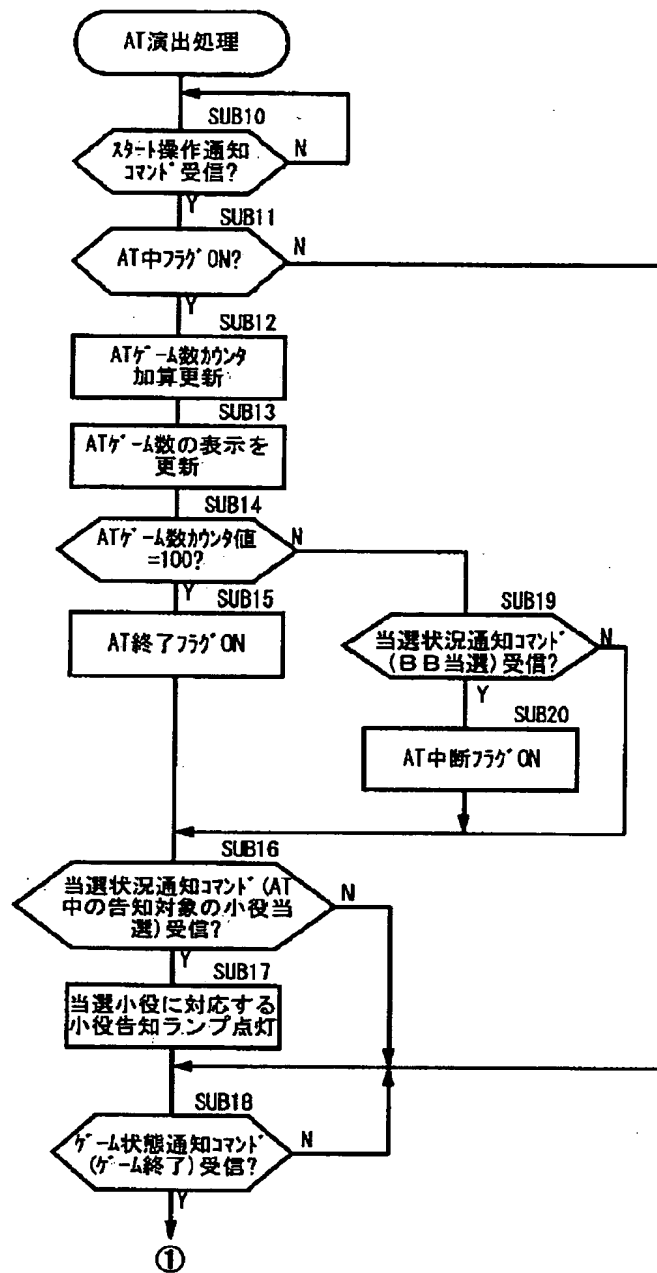 AT演出処理
SUB10
スタート操作通知
コマンド受信?
N
Y
SUB11
AT中フラグON?
N
Y
SUB12
ATゲーム数カウンタ
加算更新
SUB13
ATゲーム数の表示を
更新
SUB14
ATゲーム数カウンタ値
=100?
N
Y
SUB15
AT終了フラグON
SUB19
当選状況通知コマンド
(BB当選)受信?
N
Y
SUB20
AT中断フラグON
SUB16
当選状況通知コマンド(AT
中の告知対象の小役当
選)受信?
N
Y
SUB17
当選小役に対応する
小役告知ランプ点灯
SUB18
ゲーム状態通知コマンド
(ゲーム終了)受信?
N
Y
①